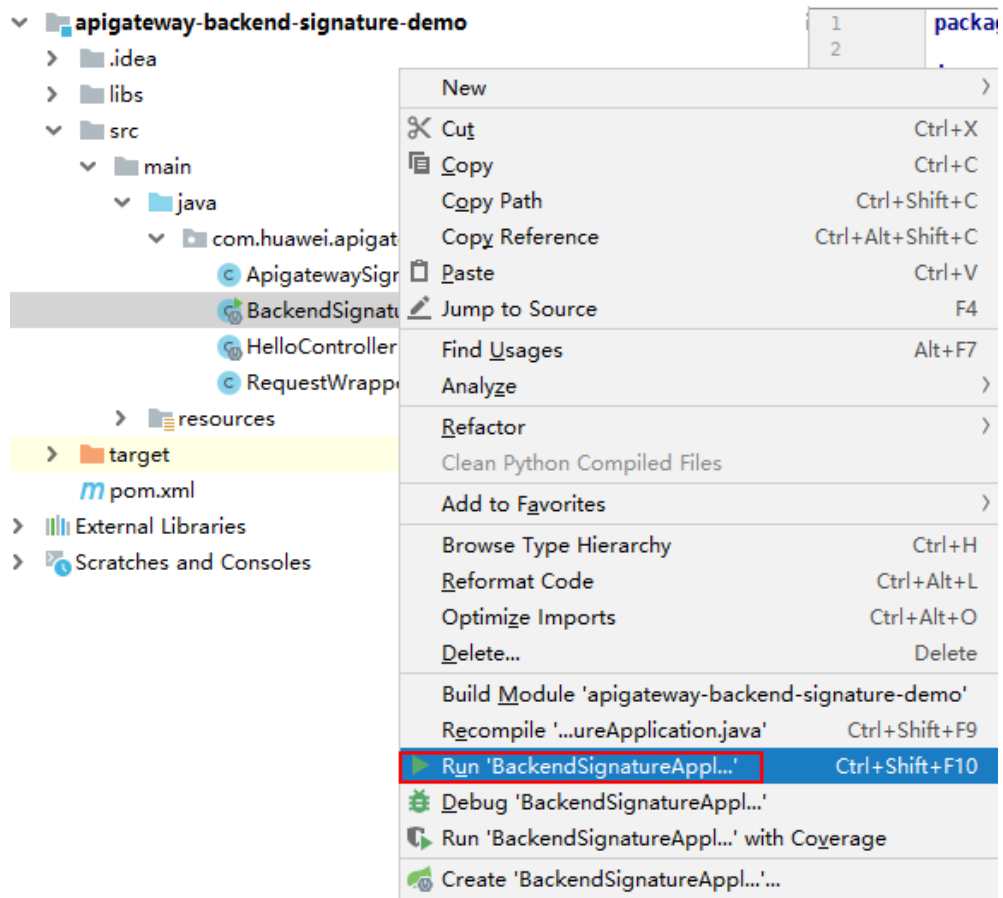 apigateway-backend-signature-demo
.idea
libs
src
main
java
com.huawei.apigat
ApigatewaySigr
BackendSignatu
HelloController
RequestWrappe
resources
target
pom.xml
External Libraries
Scratches and Consoles
1 packag
2
New
Cut Ctrl+X
Copy Ctrl+C
Copy Path Ctrl+Shift+C
Copy Reference Ctrl+Alt+Shift+C
Paste Ctrl+V
Jump to Source F4
Find Usages Alt+F7
Analyze
Refactor
Clean Python Compiled Files
Add to Favorites
Browse Type Hierarchy Ctrl+H
Reformat Code Ctrl+Alt+L
Optimize Imports Ctrl+Alt+O
Delete... Delete
Build Module 'apigateway-backend-signature-demo'
Recompile '...ureApplication.java' Ctrl+Shift+F9
Run 'BackendSignatureAppl...' Ctrl+Shift+F10
Debug 'BackendSignatureAppl...'
Run 'BackendSignatureAppl...' with Coverage
Create 'BackendSignatureAppl...'...